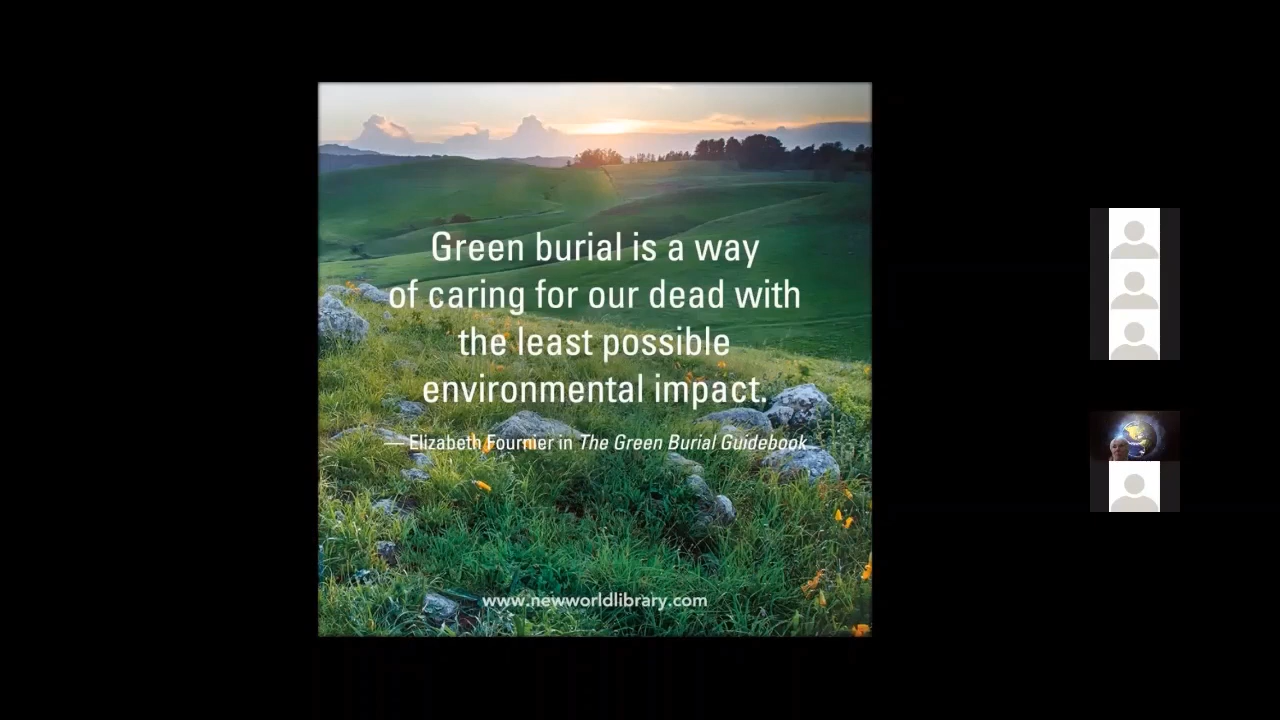 Green burial is a way
of caring for our dead with
the least possible
environmental impact.
— Elizabeth Fournier in The Green Burial Guidebook
www.newworldlibrary.com